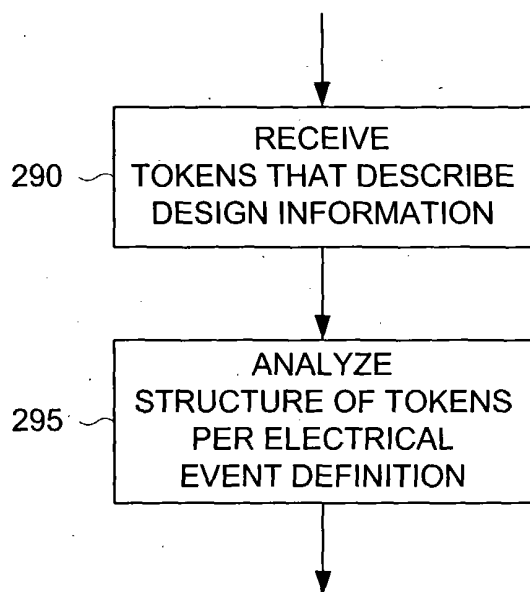 RECEIVE
290
TOKENS THAT DESCRIBE
DESIGN INFORMATION
ANALYZE
STRUCTURE OF TOKENS
295
PER ELECTRICAL
EVENT DEFINITION